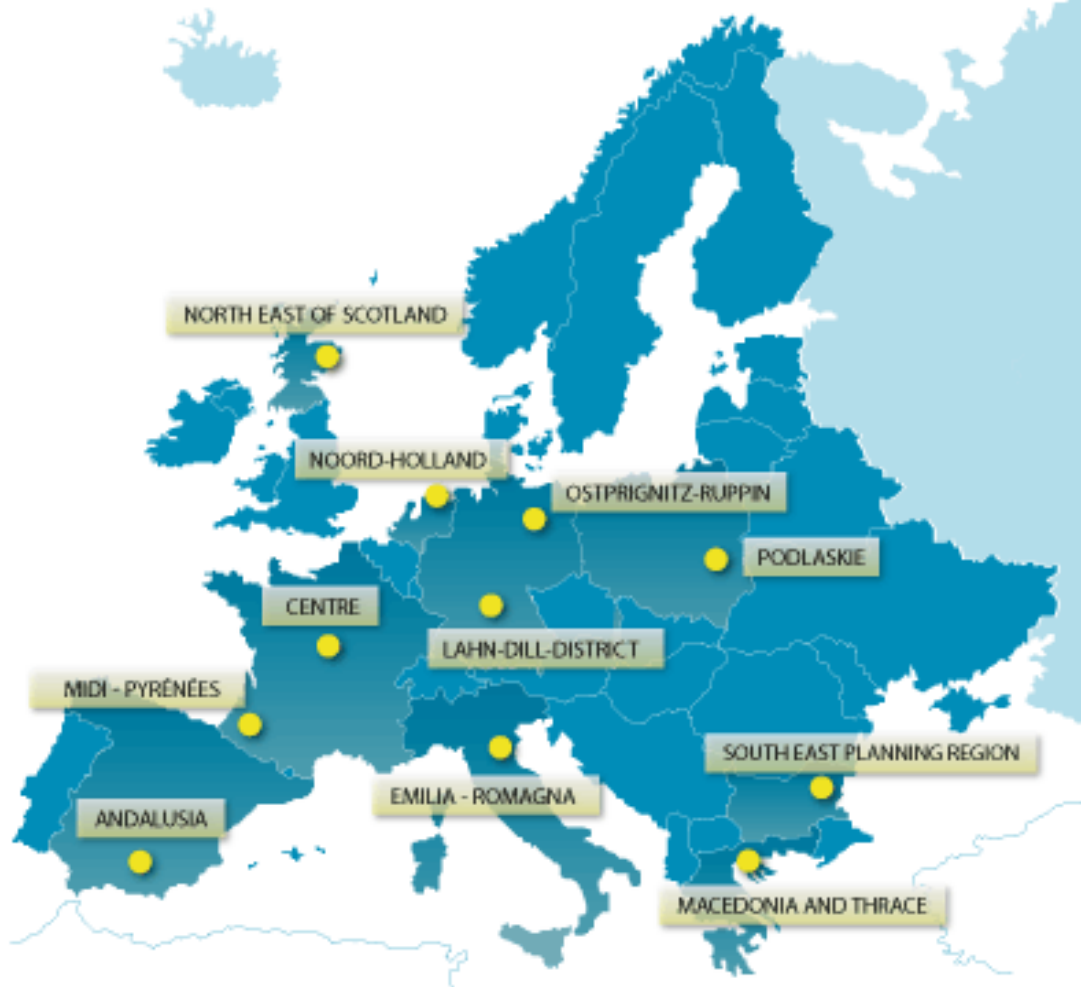 NORTH EAST OF SCOTLAND
NOORD-HOLLAND
OSTPRIGNITZ-RUPPIN
PODLASKIE
CENTRE
LAHN-DILL-DISTRICT
MIDI - PYRÉNÉES
SOUTH EAST PLANNING REGION
EMILIA - ROMAGNA
ANDALUSIA
MACEDONIA AND THRACE